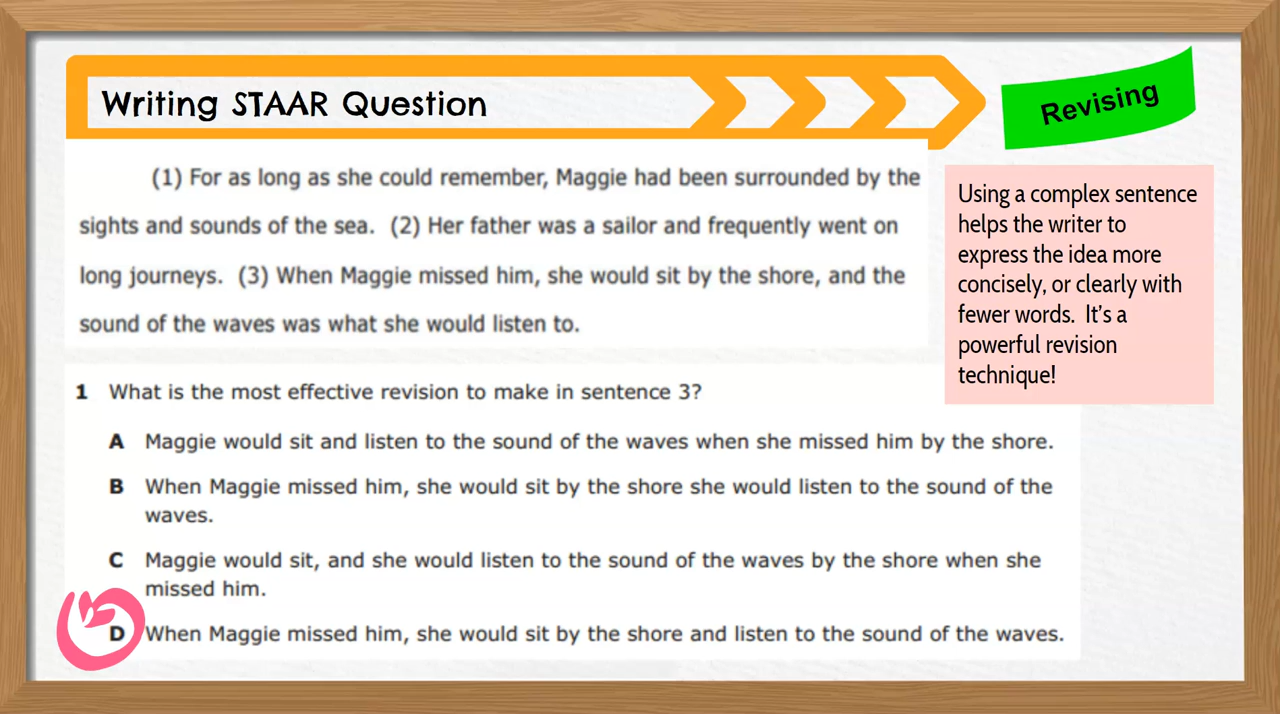 Writing STAAR Question
Revising
(1) For as long as she could remember, Maggie had been surrounded by the
sights and sounds of the sea. (2) Her father was a sailor and frequently went on
long journeys. (3) When Maggie missed him, she would sit by the shore, and the
sound of the waves was what she would listen to.
Using a complex sentence
helps the writer to
express the idea more
concisely, or clearly with
fewer words. It's a
powerful revision
technique!
1 What is the most effective revision to make in sentence 3?
A Maggie would sit and listen to the sound of the waves when she missed him by the shore.
B When Maggie missed him, she would sit by the shore she would listen to the sound of the
waves.
C Maggie would sit, and she would listen to the sound of the waves by the shore when she
missed him.
D When Maggie missed him, she would sit by the shore and listen to the sound of the waves.